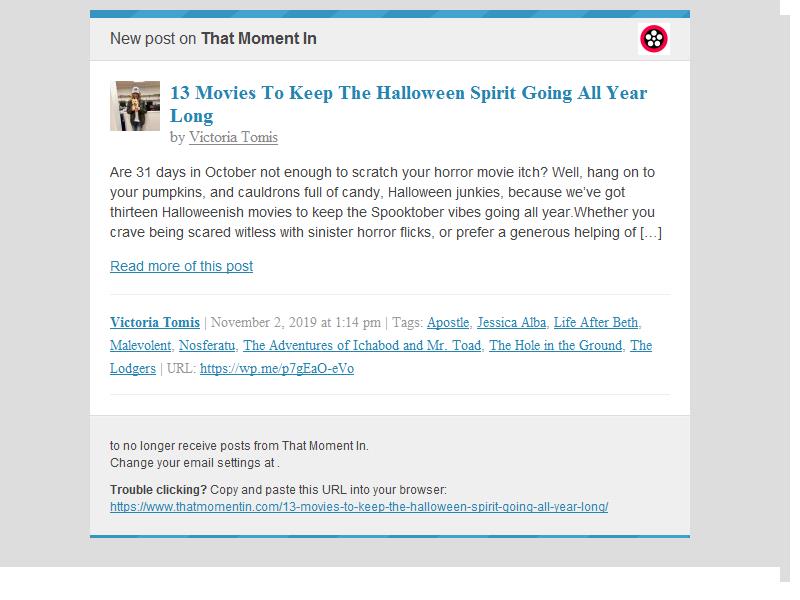 New post on That Moment In
13 Movies To Keep The Halloween Spirit Going All Year
Long
by Victoria Tomis
Are 31 days in October not enough to scratch your horror movie itch? Well, hang on to
your pumpkins, and cauldrons full of candy, Halloween junkies, because we've got
thirteen Halloweenish movies to keep the Spooktober vibes going all year.Whether you
crave being scared witless with sinister horror flicks, or prefer a generous helping of […]
Read more of this post
Victoria Tomis | November 2, 2019 at 1:14 pm | Tags: Apostle, Jessica Alba, Life After Beth,
Malevolent, Nosferatu, The Adventures of Ichabod and Mr. Toad, The Hole in the Ground, The
Lodgers | URL: https://wp.me/p7gEaO-eVo
to no longer receive posts from That Moment In.
Change your email settings at .
Trouble clicking? Copy and paste this URL into your browser:
https://www.thatmomentin.com/13-movies-to-keep-the-halloween-spirit-going-all-year-long/